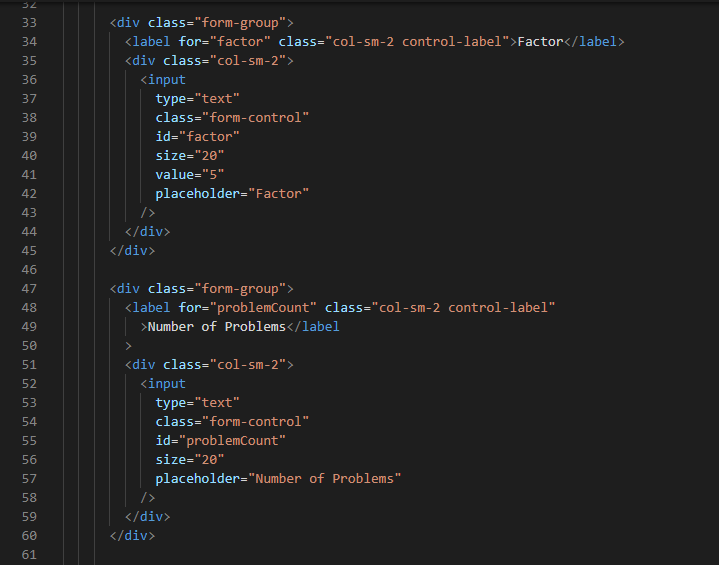 32
33 <div class="form-group">
34 <label for="factor" class="col-sm-2 control-label">Factor</label>
35 <div class="col-sm-2">
36 <input
37 type="text"
38 class="form-control"
39 id="factor"
40 size="20"
41 value="5"
42 placeholder="Factor"
43 />
44 </div>
45 </div>
46
47 <div class="form-group">
48 <label for="problemCount" class="col-sm-2 control-label"
49 >Number of Problems</label
50 >
51 <div class="col-sm-2">
52 <input
53 type="text"
54 class="form-control"
55 id="problemCount"
56 size="20"
57 placeholder="Number of Problems"
58 />
59 </div>
60 </div>
61